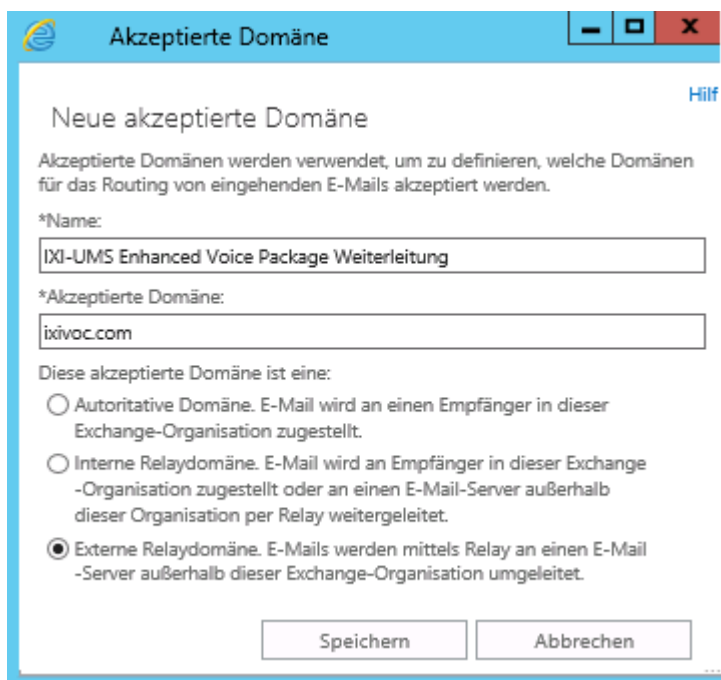 Akzeptierte Domäne
Hilf
Neue akzeptierte Domäne
Akzeptierte Domänen werden verwendet, um zu definieren, welche Domänen
für das Routing von eingehenden E-Mails akzeptiert werden.
*Name:
IXI-UMS Enhanced Voice Package Weiterleitung
*Akzeptierte Domäne:
ixivoc.com
Diese akzeptierte Domäne ist eine:
Autoritative Domäne. E-Mail wird an einen Empfänger in dieser
Exchange-Organisation zugestellt.
Interne Relaydomäne. E-Mail wird an Empfänger in dieser Exchange
-Organisation zugestellt oder an einen E-Mail-Server außerhalb
dieser Organisation per Relay weitergeleitet.
Externe Relaydomäne. E-Mails werden mittels Relay an einen E-Mail
-Server außerhalb dieser Exchange-Organisation umgeleitet.
Speichern Abbrechen